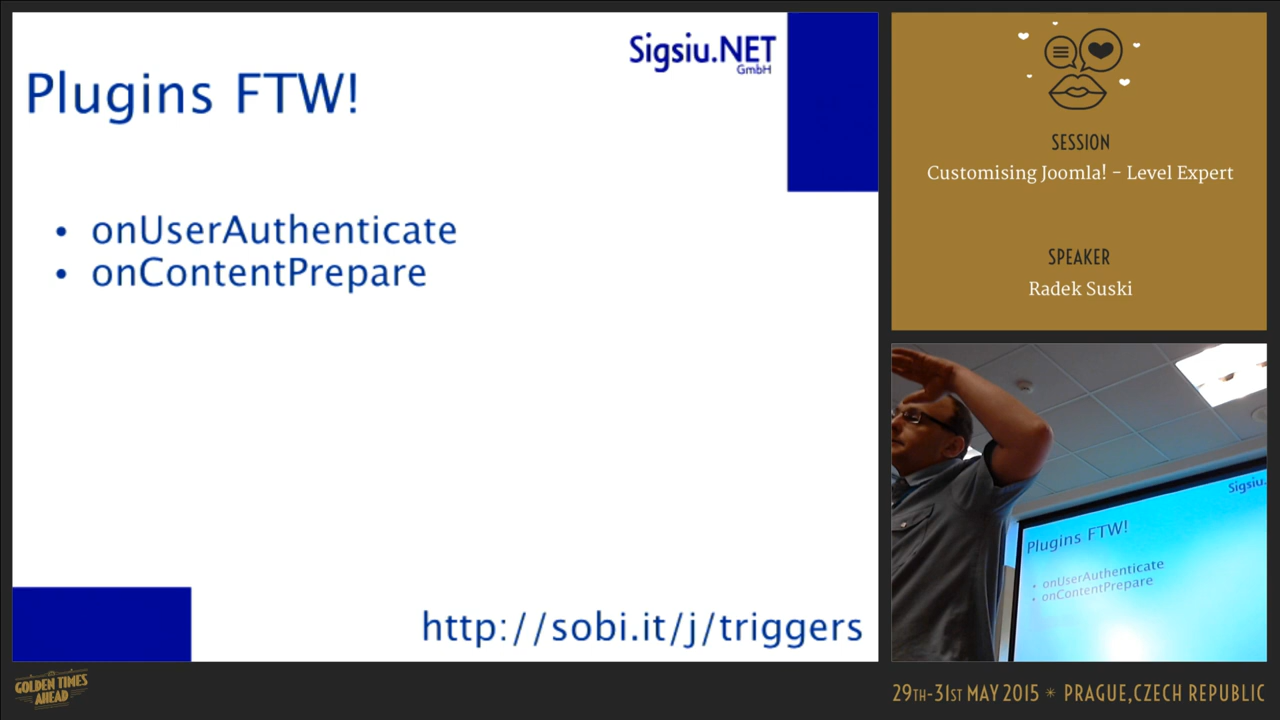 Sigsiu.NET
GmbH
Plugins FTW!
• onUserAuthenticate
• onContentPrepare
http://sobi.it/j/triggers
SESSION
Customising Joomla! - Level Expert
SPEAKER
Radek Suski
Sigsiu.
Plugins FTW!
• onUserAuthenticate
• onContentPrepare
GOLDEN TIMES
AHEAD
29TH-31ST MAY 2015 * PRAGUE,CZECH REPUBLIC